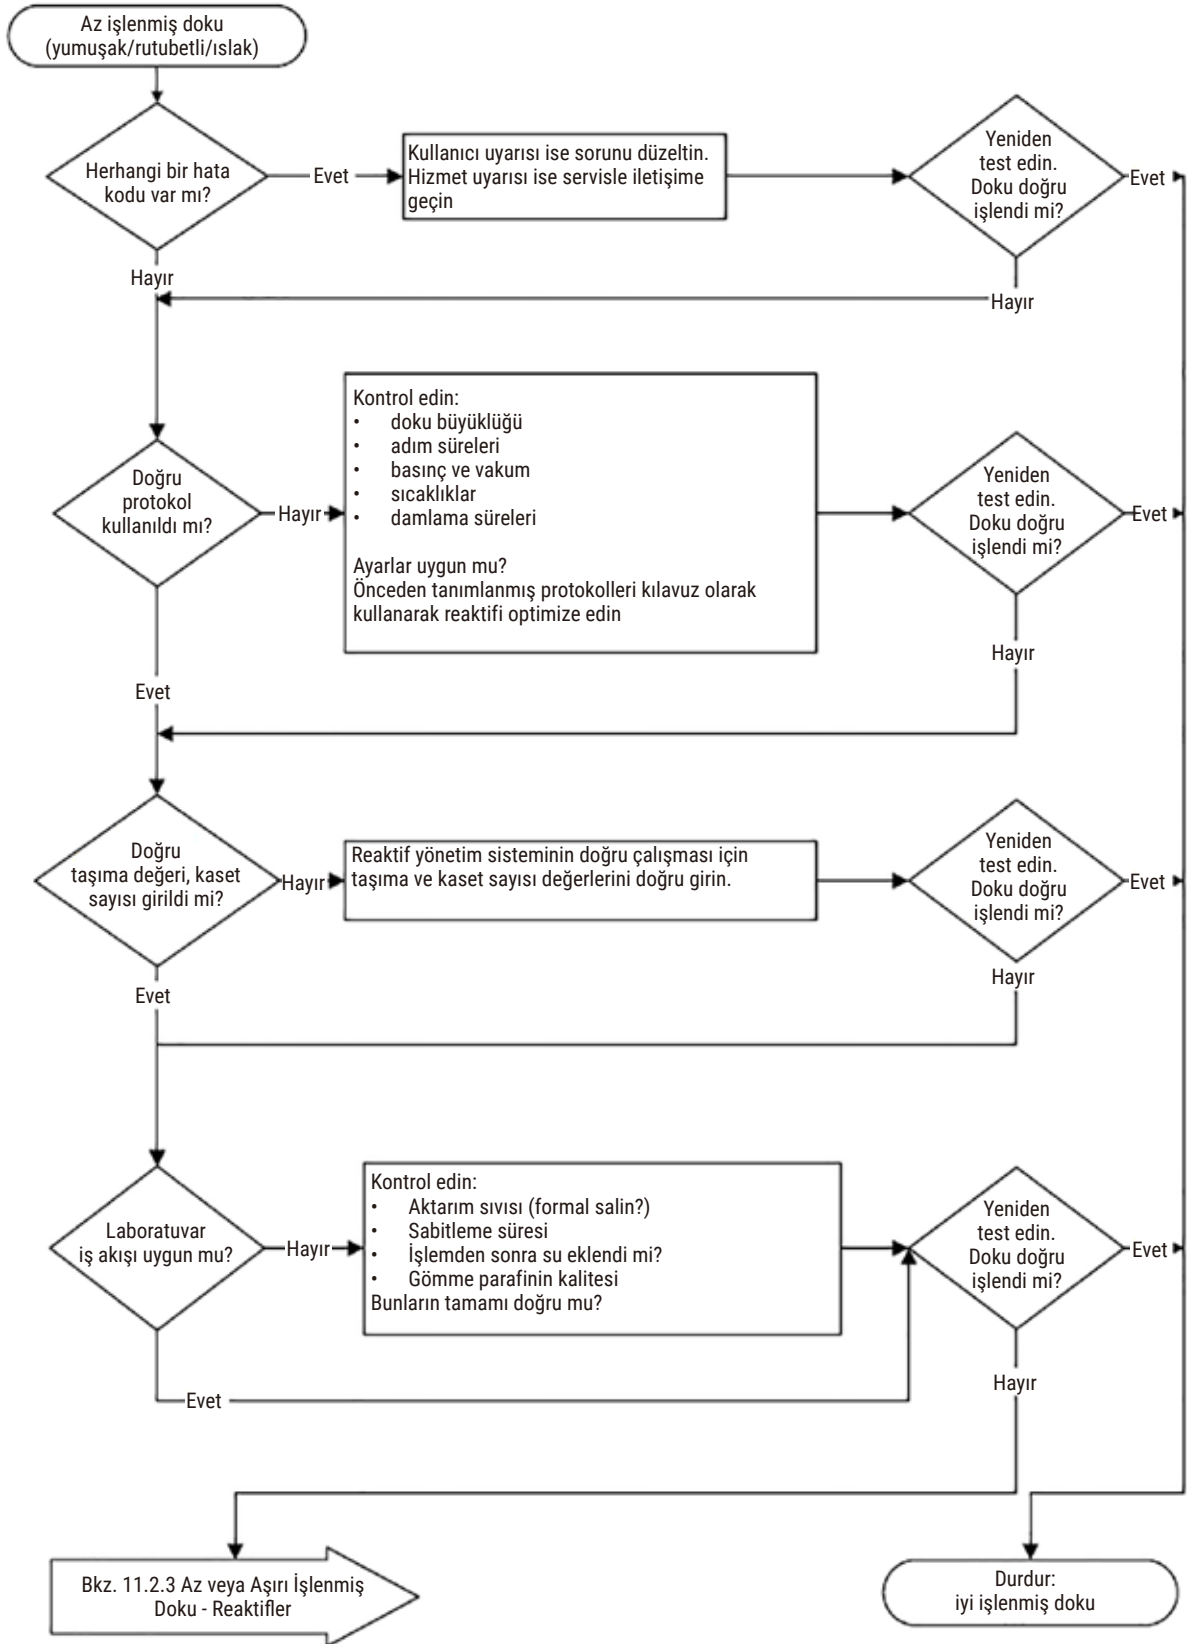 Az işlenmiş doku
(yumuşak/rutubetli/ıslak)
Herhangi bir hata
kodu var mı?
Evet
Kullanıcı uyarısı ise sorunu düzeltin.
Hizmet uyarısı ise servisle iletişime
geçin
Yeniden
test edin.
Doku doğru
işlendi mi?
Evet
Hayır
Hayır
Doğru
protokol
kullanıldı mı?
Hayır
Kontrol edin:
• doku büyüklüğü
• adım süreleri
• basınç ve vakum
• sıcaklıklar
• damlama süreleri
Ayarlar uygun mu?
Önceden tanımlanmış protokolleri kılavuz olarak
kullanarak reaktifi optimize edin
Yeniden
test edin.
Doku doğru
işlendi mi?
Evet
Hayır
Evet
Doğru
taşıma değeri, kaset
sayısı girildi mi?
Hayır
Reaktif yönetim sisteminin doğru çalışması için
taşıma ve kaset sayısı değerlerini doğru girin.
Yeniden
test edin.
Doku doğru
işlendi mi?
Evet
Hayır
Evet
Laboratuvar
iş akışı uygun mu?
Hayır
Kontrol edin:
• Aktarım sıvısı (formal salin?)
• Sabitleme süresi
• İşlemden sonra su eklendi mi?
• Gömme parafinin kalitesi
Bunların tamamı doğru mu?
Yeniden
test edin.
Doku doğru
işlendi mi?
Evet
Hayır
Evet
Bkz. 11.2.3 Az veya Aşırı İşlenmiş
Doku - Reaktifler
Durdur:
iyi işlenmiş doku